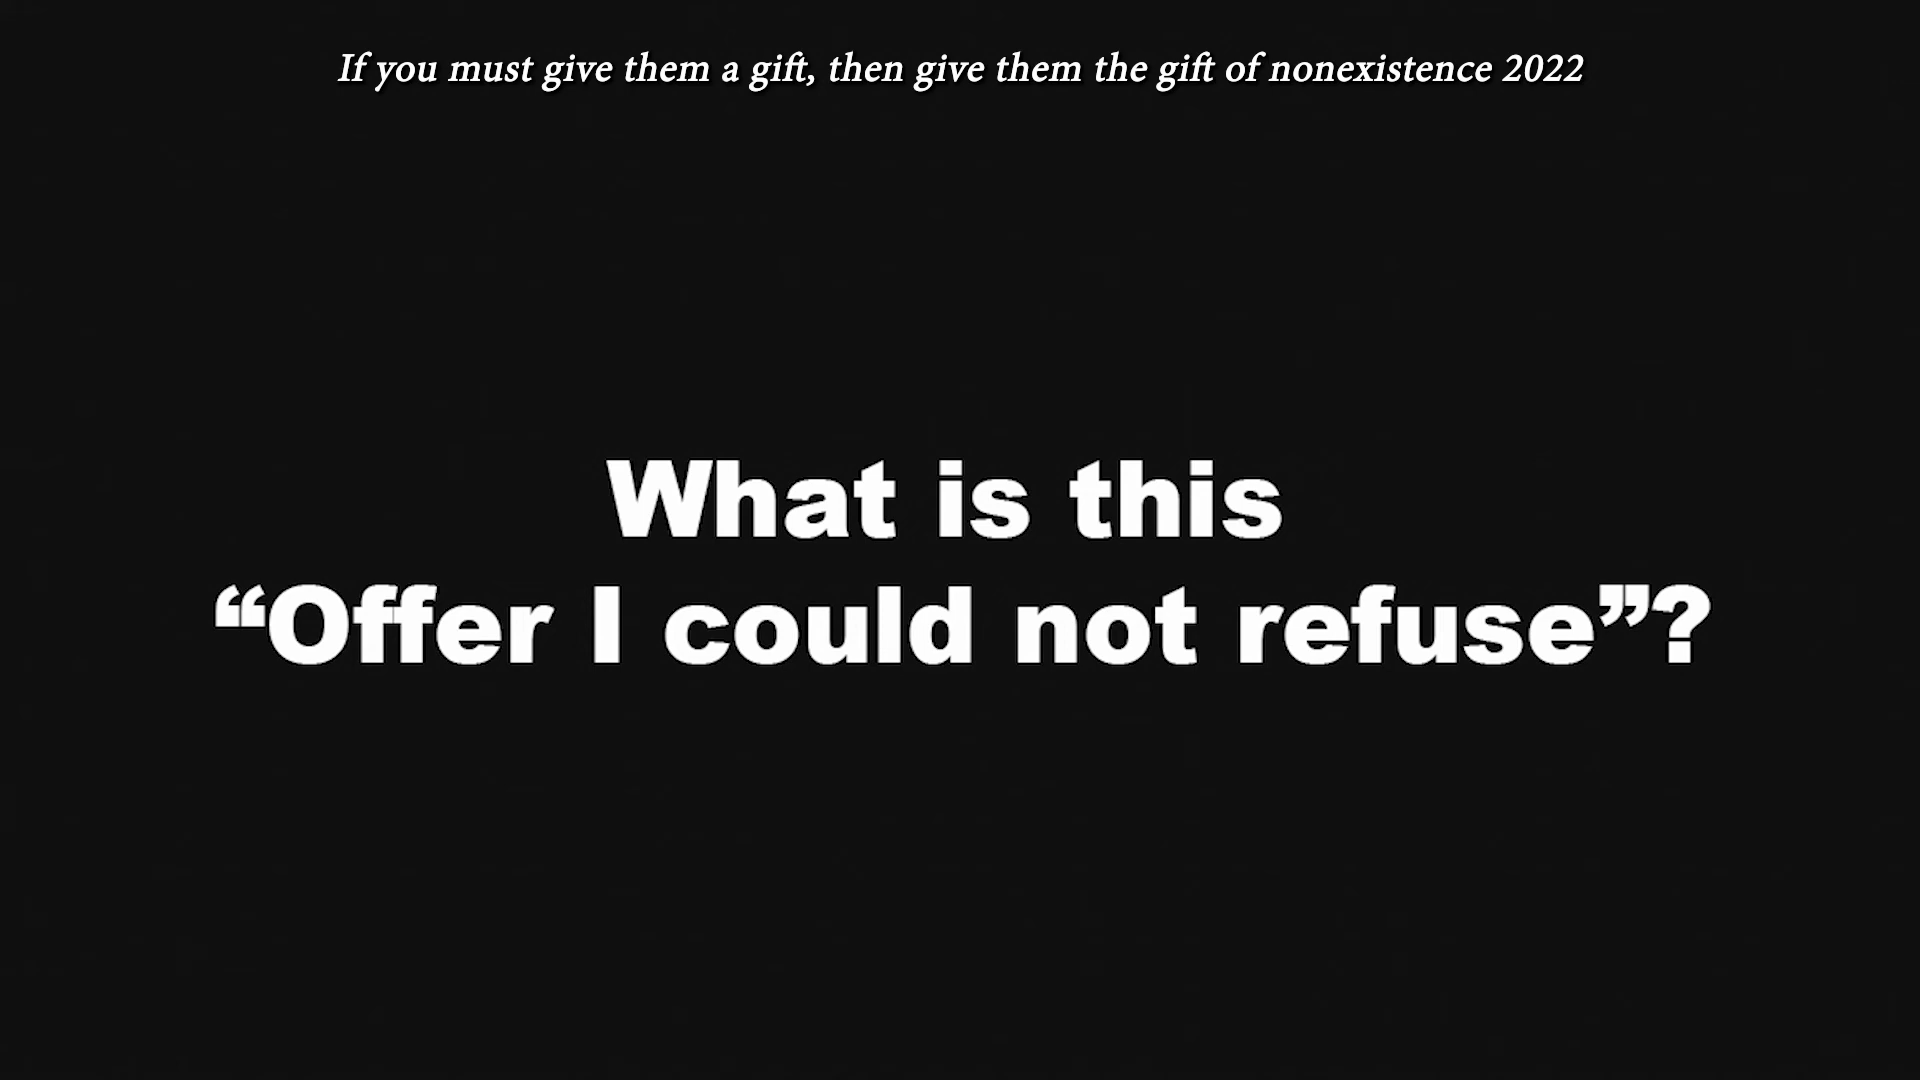 If you must give them a gift, then give them the gift of nonexistence 2022
What is this
“Offer I could not refuse”?